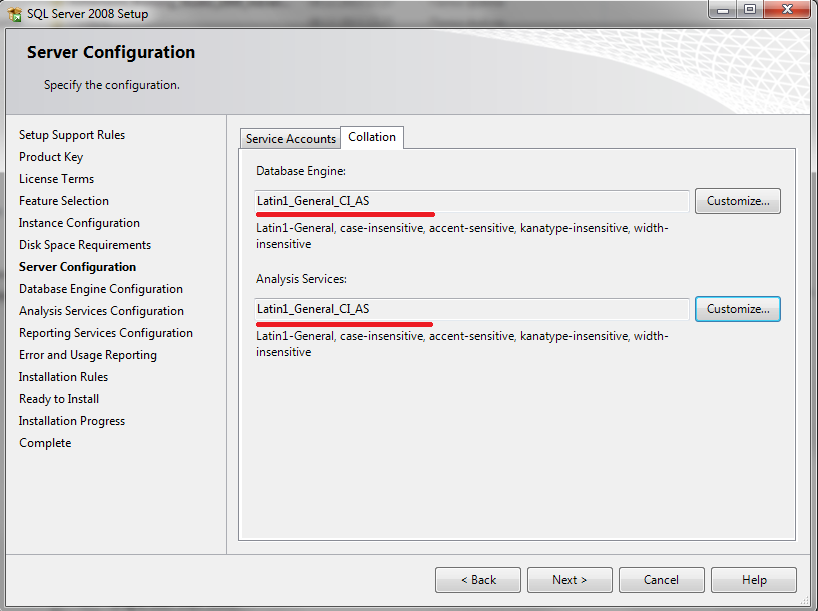 SQL Server 2008 Setup
Server Configuration
Specify the configuration.
Setup Support Rules
Product Key
License Terms
Feature Selection
Instance Configuration
Disk Space Requirements
Server Configuration
Database Engine Configuration
Analysis Services Configuration
Reporting Services Configuration
Error and Usage Reporting
Installation Rules
Ready to Install
Installation Progress
Complete
Service Accounts
Collation
Database Engine:
Latin1_General_CI_AS
Customize...
Latin1-General, case-insensitive, accent-sensitive, kanatype-insensitive, width-
insensitive
Analysis Services:
Latin1_General_CI_AS
Customize...
Latin1-General, case-insensitive, accent-sensitive, kanatype-insensitive, width-
insensitive
< Back
Next >
Cancel
Help